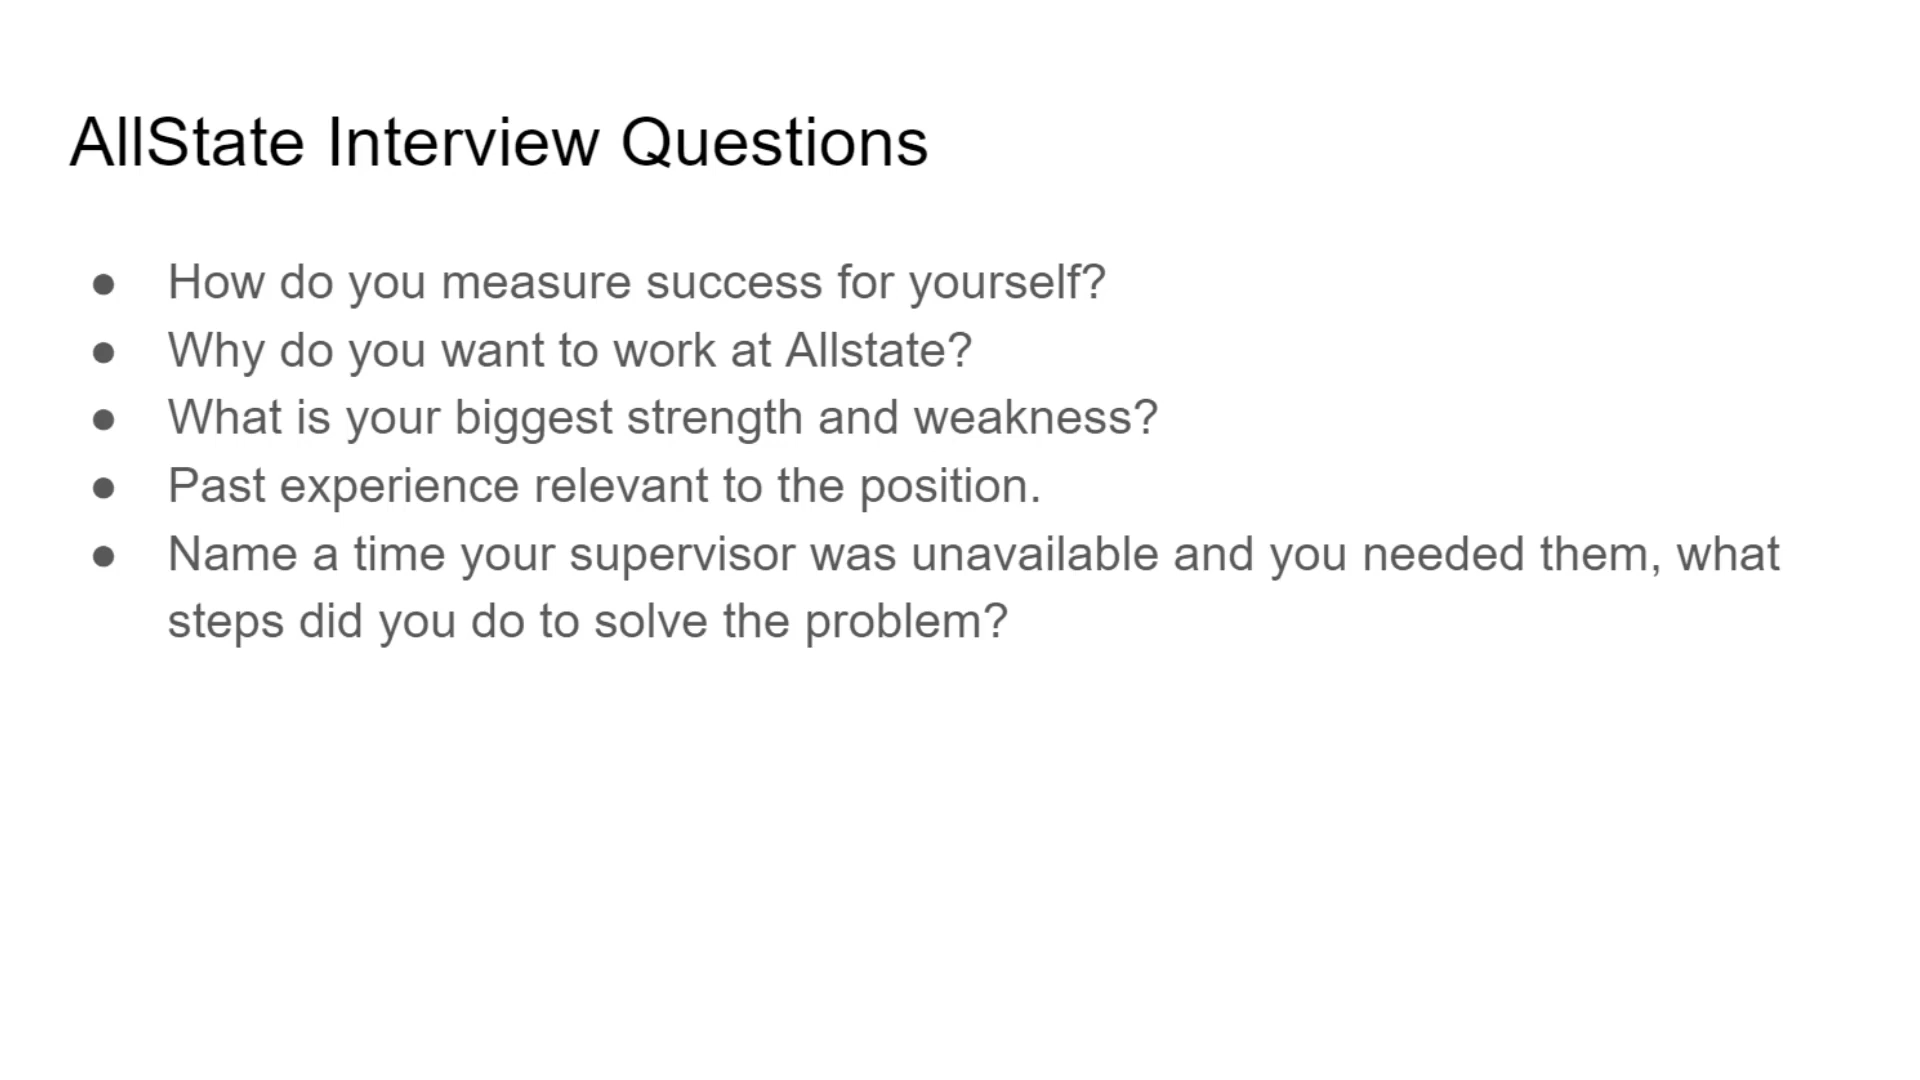 AllState Interview Questions
● How do you measure success for yourself?
● Why do you want to work at Allstate?
● What is your biggest strength and weakness?
● Past experience relevant to the position.
● Name a time your supervisor was unavailable and you needed them, what
steps did you do to solve the problem?